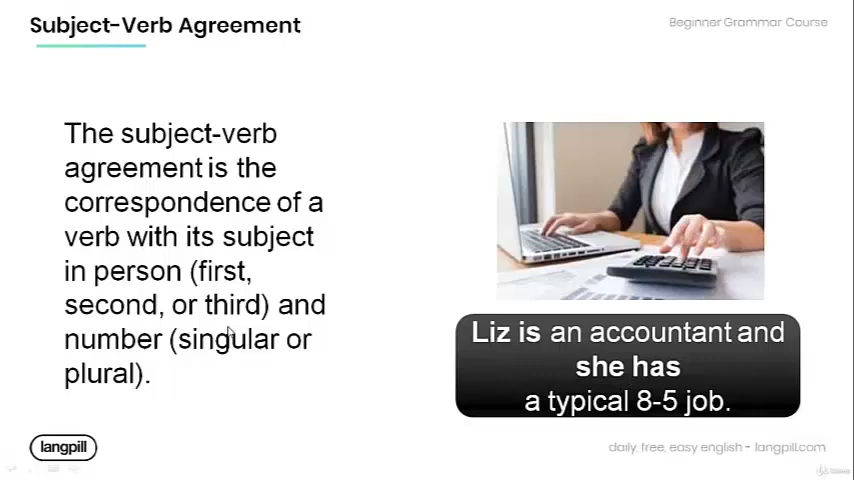 Subject-Verb Agreement
Beginner Grammar Course
The subject-verb
agreement is the
correspondence of a
verb with its subject
in person (first,
second, or third) and
number (singular or
plural).
Liz is an accountant and
she has
a typical 8-5 job.
langpill
daily, free, easy english - langpill.com